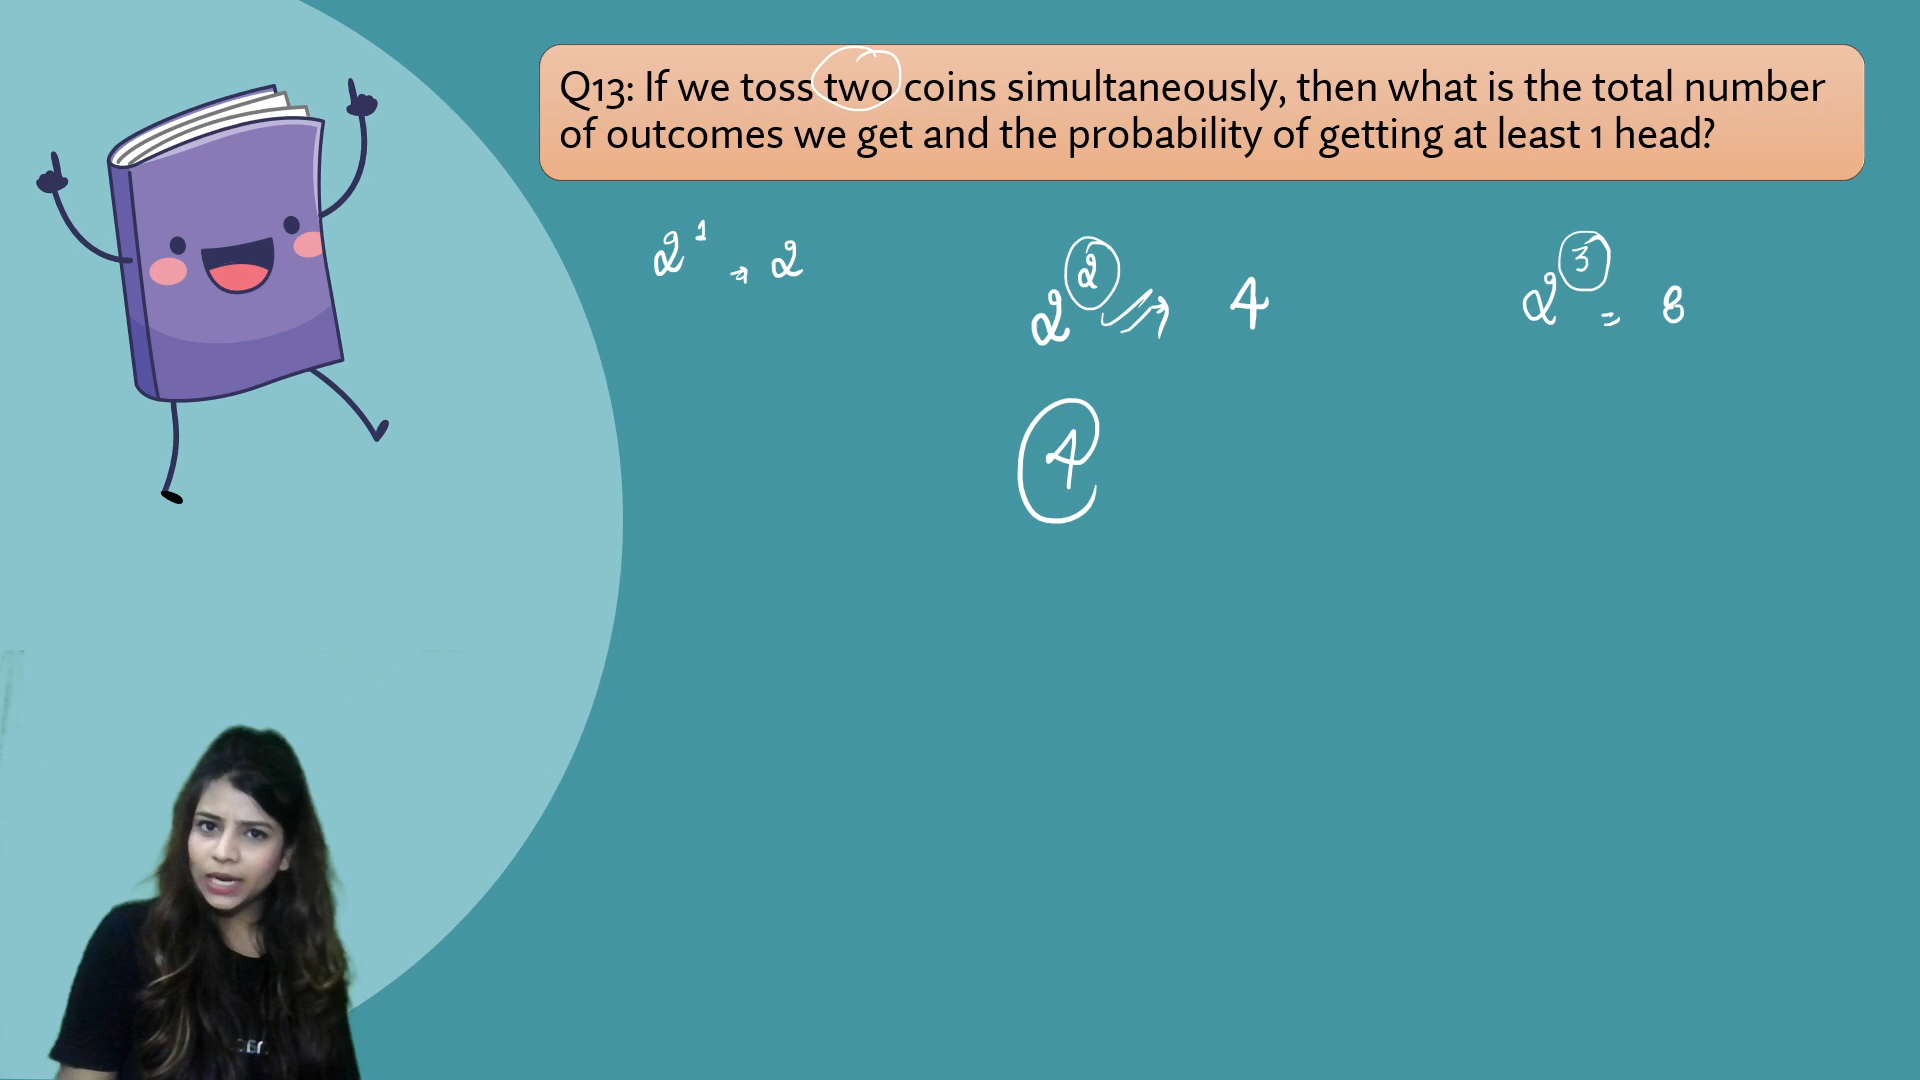 Q13: If we toss two coins simultaneously, then what is the total number
of outcomes we get and the probability of getting at least 1 head?
2¹ → 2
2² → 4
2³ = 8
4